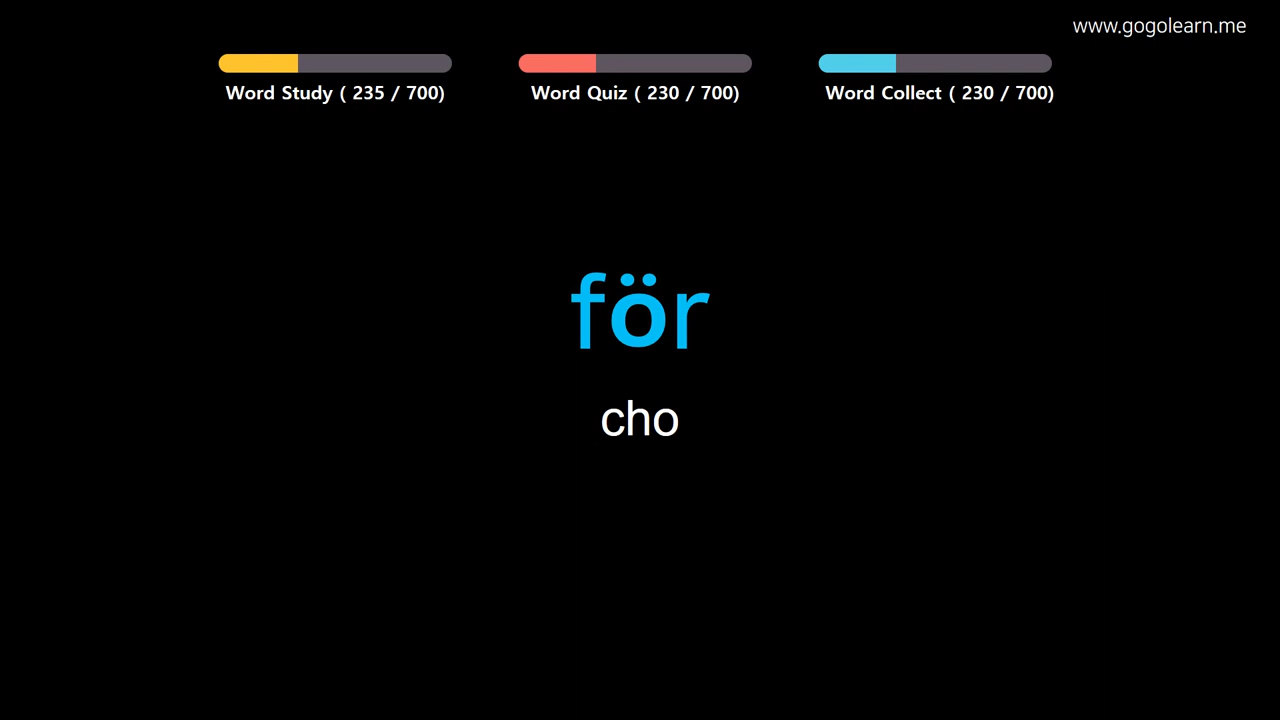 www.gogolearn.me
Word Study ( 235 / 700)
Word Quiz ( 230 / 700)
Word Collect ( 230 / 700)
för
cho